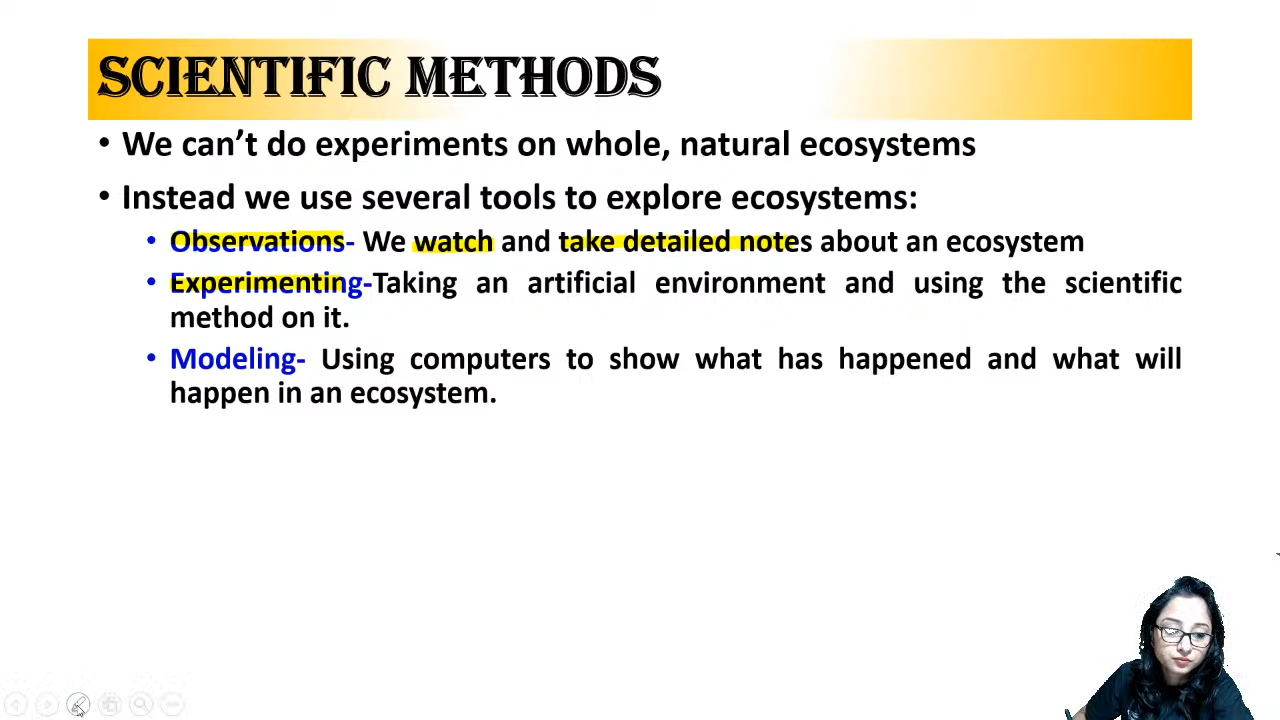 SCIENTIFIC METHODS
• We can’t do experiments on whole, natural ecosystems
• Instead we use several tools to explore ecosystems:
• Observations- We watch and take detailed notes about an ecosystem
• Experimenting-Taking an artificial environment and using the scientific
method on it.
• Modeling- Using computers to show what has happened and what will
happen in an ecosystem.